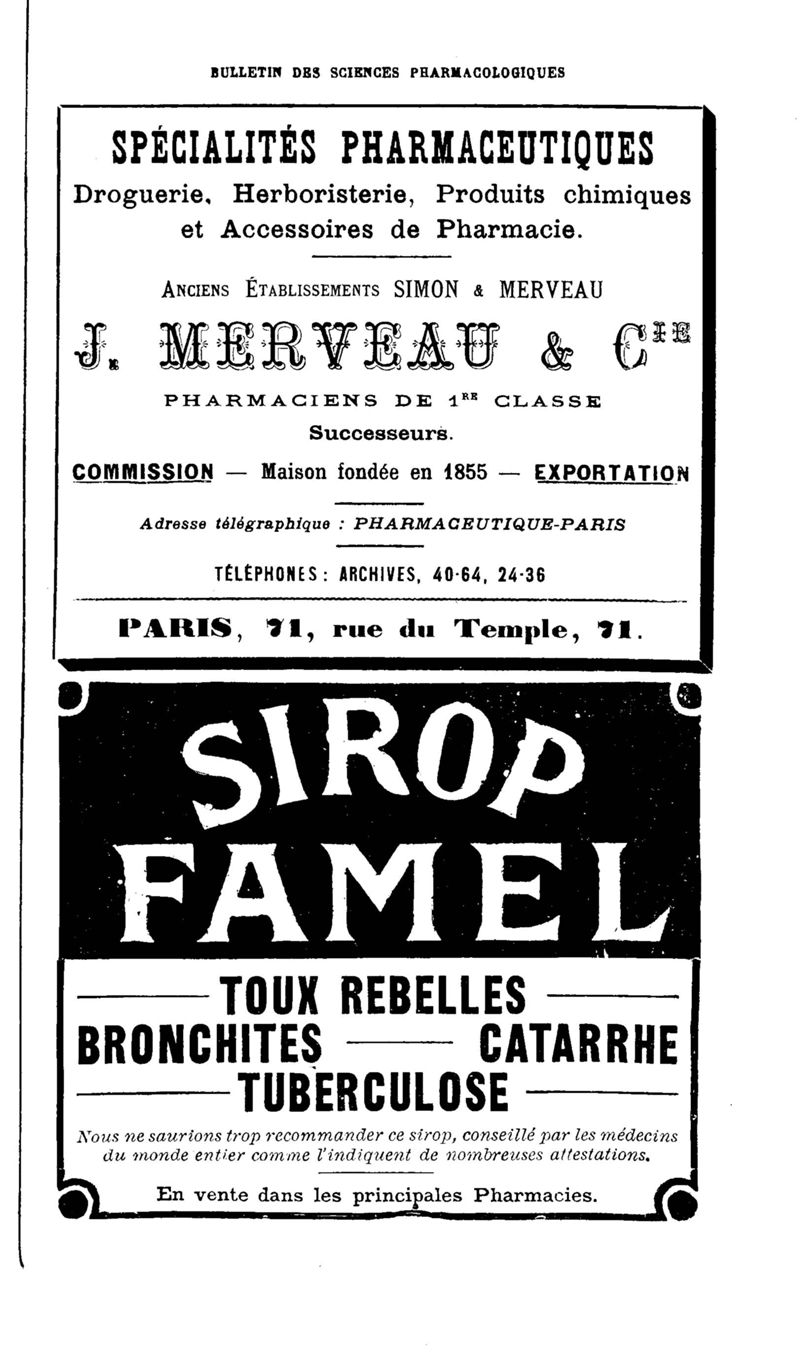 BULLETIN DES SCIENCES PHARMACOLOGIQUES
SPÉCIALITÉS PHARMACEUTIQUES
Droguerie, Herboristerie, Produits chimiques
et Accessoires de Pharmacie.
ANCIENS ÉTABLISSEMENTS SIMON & MERVEAU
J. MERVEAU & CIE
PHARMACIENS DE 1RE CLASSE
Successeurs.
COMMISSION — Maison fondée en 1855 — EXPORTATION
Adresse télégraphique : PHARMACEUTIQUE-PARIS
TÉLÉPHONES : ARCHIVES, 40-64, 24-36
PARIS, 71, rue du Temple, 71.
SIROP
FAMEL
TOUX REBELLES
BRONCHITES — CATARRHE
TUBERCULOSE
Nous ne saurions trop recommander ce sirop, conseillé par les médecins
du monde entier comme l'indiquent de nombreuses attestations.
En vente dans les principales Pharmacies.